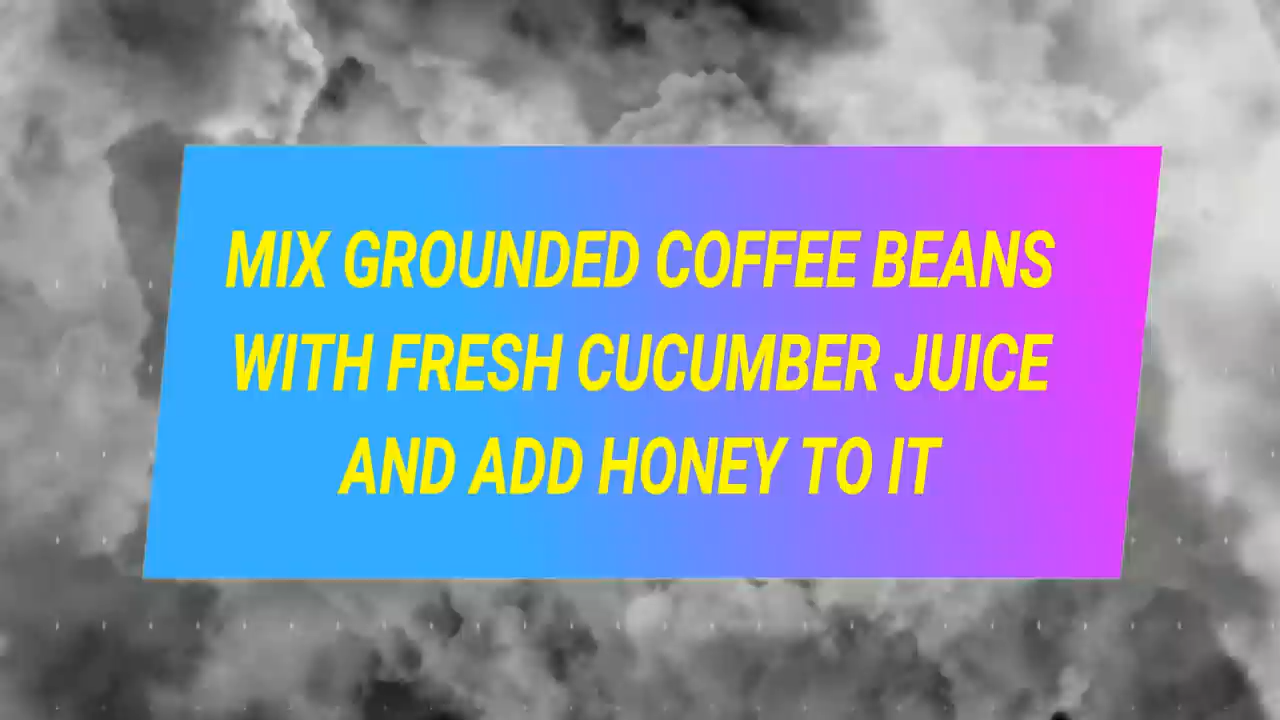 MIX GROUNDED COFFEE BEANS
WITH FRESH CUCUMBER JUICE
AND ADD HONEY TO IT